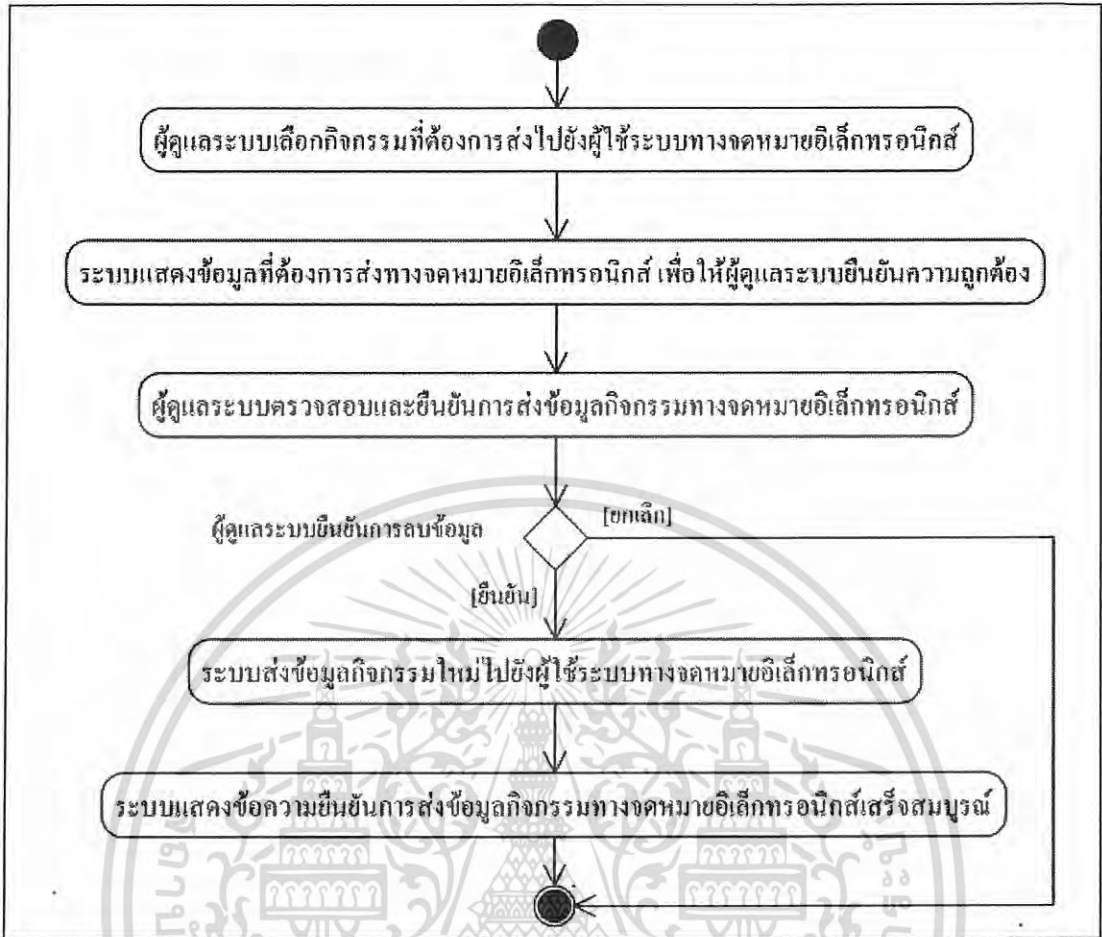 ผู้ดูแลระบบเลือกกิจกรรมที่ต้องการส่งไปยังผู้ใช้ระบบทางจดหมายอิเล็กทรอนิกส์
ระบบแสดงข้อมูลที่ต้องการส่งทางจดหมายอิเล็กทรอนิกส์ เพื่อให้ผู้ดูแลระบบยืนยันความถูกต้อง
ผู้ดูแลระบบตรวจสอบและยืนยันการส่งข้อมูลกิจกรรมทางจดหมายอิเล็กทรอนิกส์
ผู้ดูแลระบบยืนยันการลบข้อมูล
[ยกเลิก]
[ยืนยัน]
ระบบส่งข้อมูลกิจกรรมใหม่ไปยังผู้ใช้ระบบทางจดหมายอิเล็กทรอนิกส์
ระบบแสดงข้อความยืนยันการส่งข้อมูลกิจกรรมทางจดหมายอิเล็กทรอนิกส์เสร็จสมบูรณ์